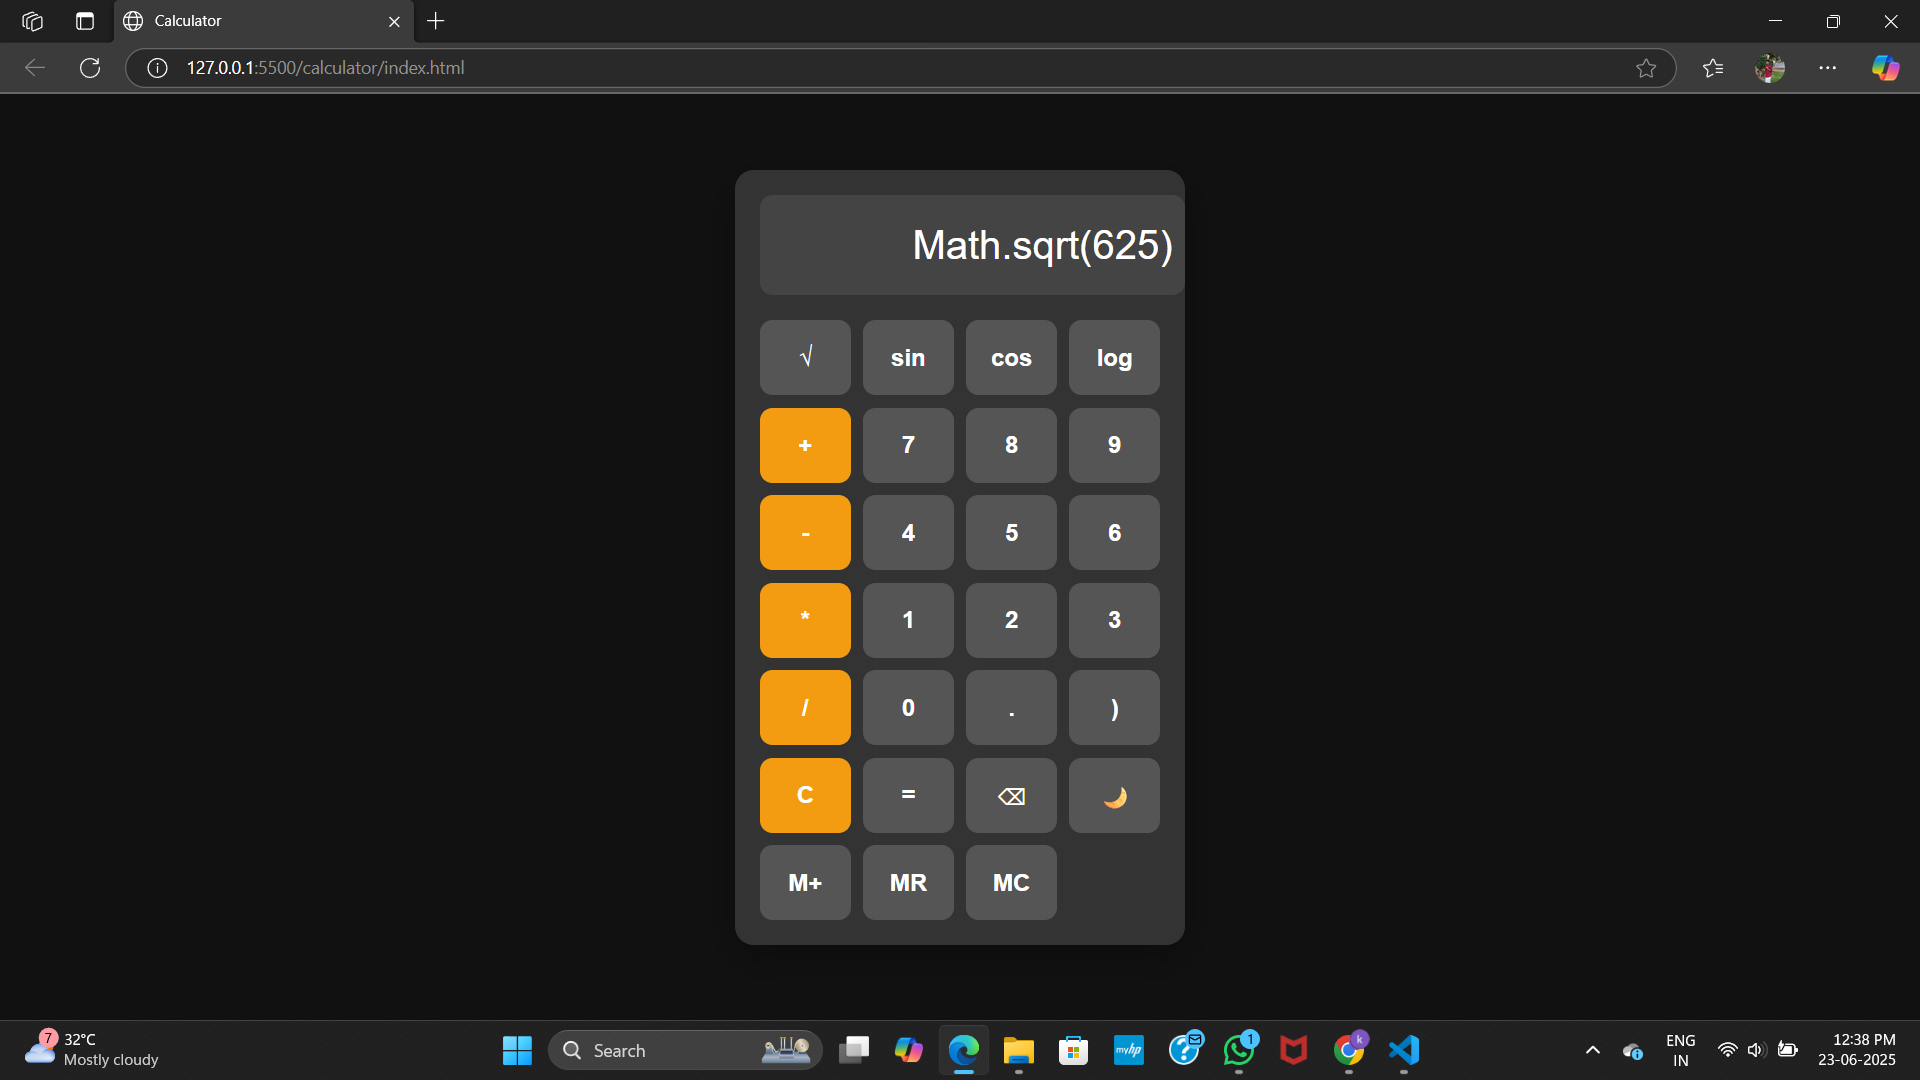 Calculator
127.0.0.1:5500/calculator/index.html
Math.sqrt(625)
√ sin cos log
+ 7 8 9
- 4 5 6
* 1 2 3
/ 0 . )
C = ⌫ 🌙
M+ MR MC
7
32°C
Mostly cloudy
Search
myhp
?
1
k
ENG
IN
12:38 PM
23-06-2025